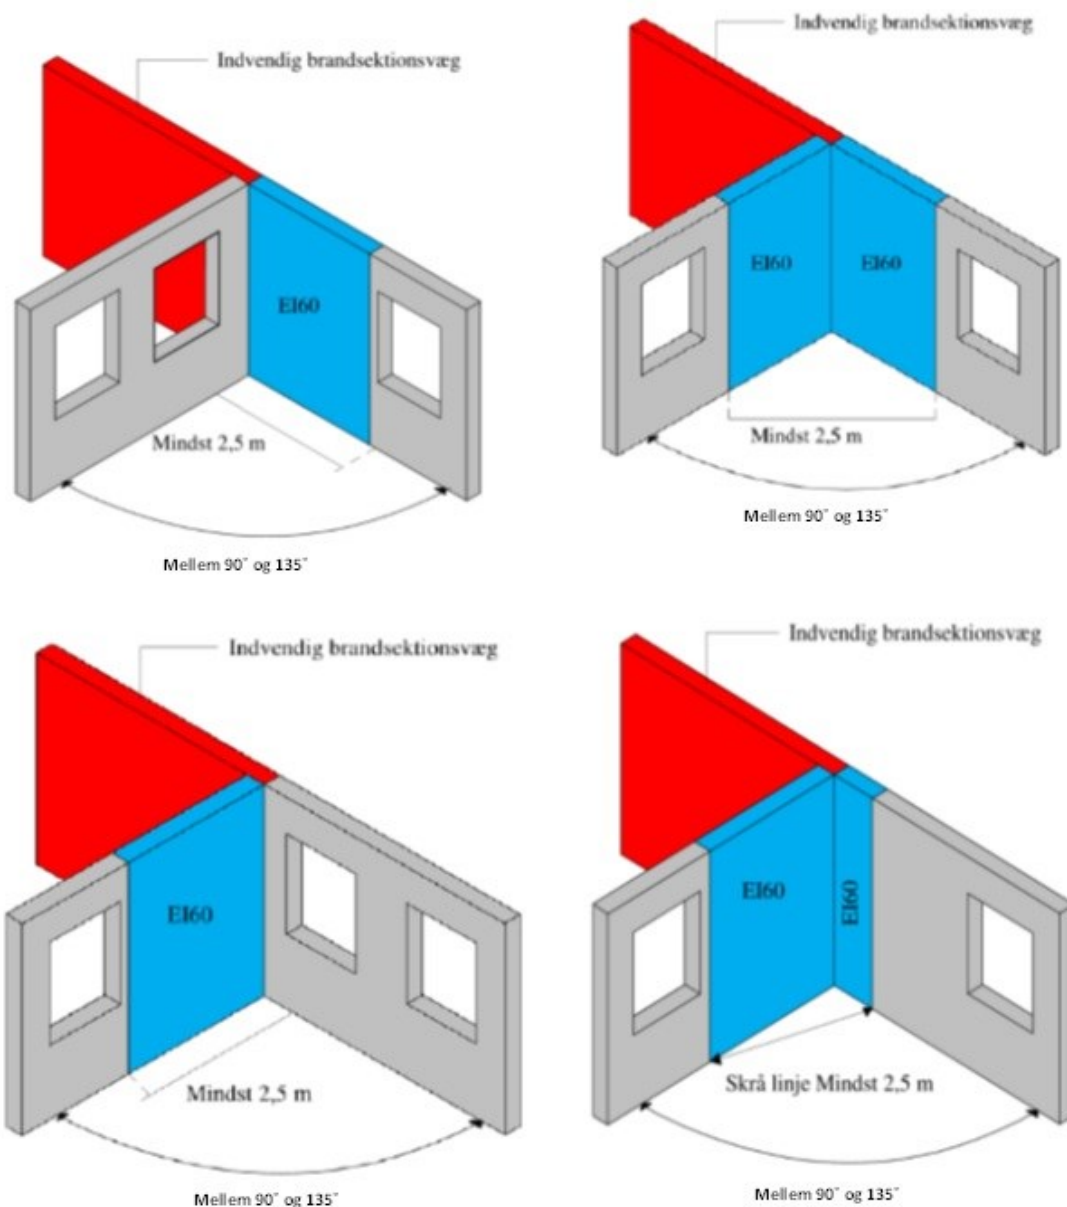 Indvendig brandsektionsvæg
EI60
Mindst 2,5 m
Mellem 90° og 135°
Indvendig brandsektionsvæg
EI60
EI60
Mindst 2,5 m
Mellem 90° og 135°
Indvendig brandsektionsvæg
EI60
Mindst 2,5 m
Mellem 90° og 135°
Indvendig brandsektionsvæg
EI60
EI60
Skrå linje Mindst 2,5 m
Mellem 90° og 135°